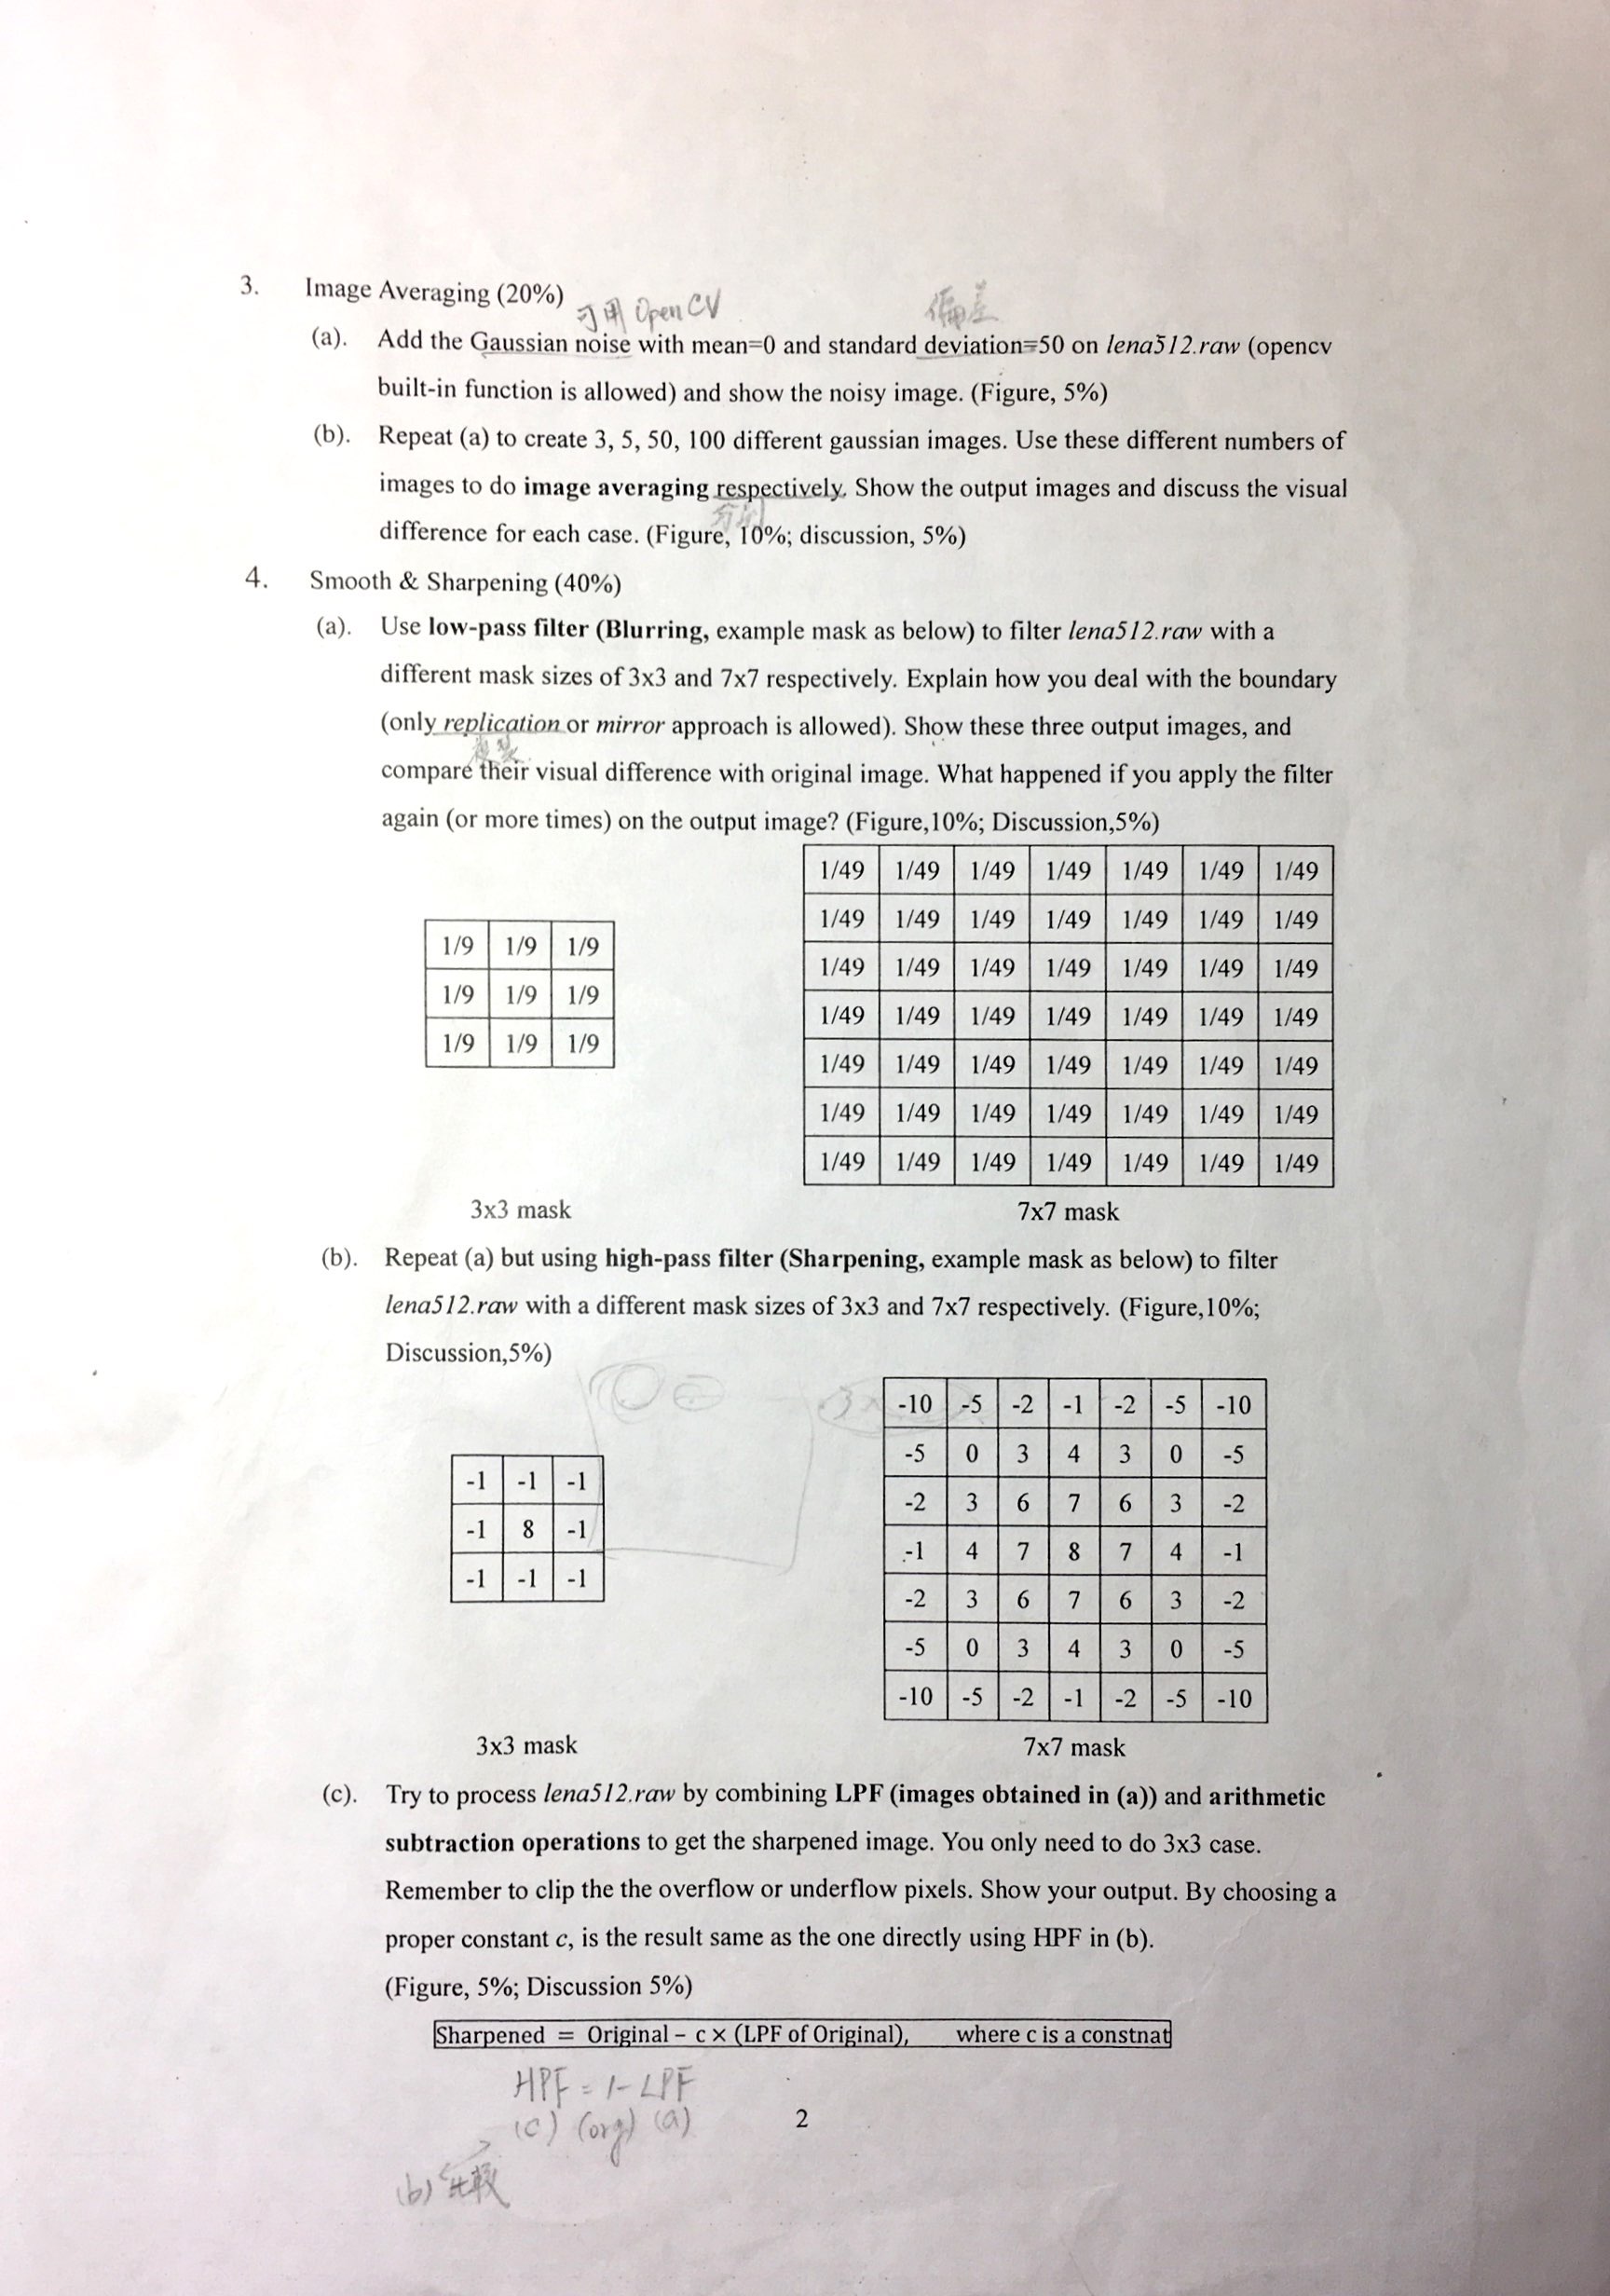 3. Image Averaging (20%)
可用 OpenCV 偏差
(a). Add the Gaussian noise with mean=0 and standard deviation=50 on lena512.raw (opencv
built-in function is allowed) and show the noisy image. (Figure, 5%)
(b). Repeat (a) to create 3, 5, 50, 100 different gaussian images. Use these different numbers of
images to do image averaging respectively. Show the output images and discuss the visual
分別
difference for each case. (Figure, 10%; discussion, 5%)
4. Smooth & Sharpening (40%)
(a). Use low-pass filter (Blurring, example mask as below) to filter lena512.raw with a
different mask sizes of 3x3 and 7x7 respectively. Explain how you deal with the boundary
(only replication or mirror approach is allowed). Show these three output images, and
compare their visual difference with original image. What happened if you apply the filter
again (or more times) on the output image? (Figure,10%; Discussion,5%)
1/9 1/9 1/9
1/9 1/9 1/9
1/9 1/9 1/9
3x3 mask
1/49 1/49 1/49 1/49 1/49 1/49 1/49
1/49 1/49 1/49 1/49 1/49 1/49 1/49
1/49 1/49 1/49 1/49 1/49 1/49 1/49
1/49 1/49 1/49 1/49 1/49 1/49 1/49
1/49 1/49 1/49 1/49 1/49 1/49 1/49
1/49 1/49 1/49 1/49 1/49 1/49 1/49
1/49 1/49 1/49 1/49 1/49 1/49 1/49
7x7 mask
(b). Repeat (a) but using high-pass filter (Sharpening, example mask as below) to filter
lena512.raw with a different mask sizes of 3x3 and 7x7 respectively. (Figure,10%;
Discussion,5%)
-1 -1 -1
-1 8 -1
-1 -1 -1
3x3 mask
-10 -5 -2 -1 -2 -5 -10
-5 0 3 4 3 0 -5
-2 3 6 7 6 3 -2
-1 4 7 8 7 4 -1
-2 3 6 7 6 3 -2
-5 0 3 4 3 0 -5
-10 -5 -2 -1 -2 -5 -10
7x7 mask
(c). Try to process lena512.raw by combining LPF (images obtained in (a)) and arithmetic
subtraction operations to get the sharpened image. You only need to do 3x3 case.
Remember to clip the the overflow or underflow pixels. Show your output. By choosing a
proper constant c, is the result same as the one directly using HPF in (b).
(Figure, 5%; Discussion 5%)
Sharpened = Original – c × (LPF of Original), where c is a constnat
HPF = 1 - LPF
(c) (org) (a)
(b) 比較
2